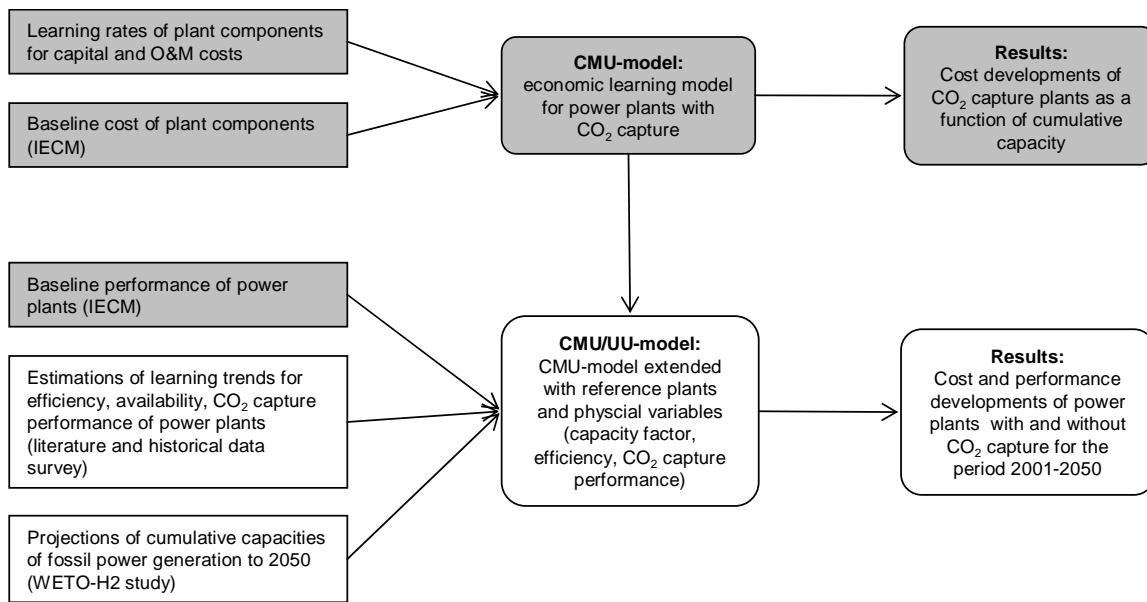 Learning rates of plant components
for capital and O&M costs
Baseline cost of plant components
(IECM)
CMU-model:
economic learning model
for power plants with
CO₂ capture
Results:
Cost developments of
CO₂ capture plants as a
function of cumulative
capacity
Baseline performance of power
plants (IECM)
Estimations of learning trends for
efficiency, availability, CO₂ capture
performance of power plants
(literature and historical data
survey)
Projections of cumulative capacities
of fossil power generation to 2050
(WETO-H2 study)
CMU/UU-model:
CMU-model extended
with reference plants
and physcial variables
(capacity factor,
efficiency, CO₂ capture
performance)
Results:
Cost and performance
developments of power
plants with and without
CO₂ capture for the
period 2001-2050